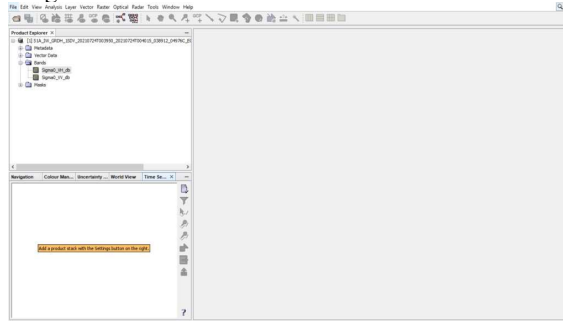 File Edit View Analysis Layer Vector Raster Optical Radar Tools Window Help
Product Explorer ×
Metadata
Vector Data
Bands
Sigma0_VH_db
Sigma0_VV_db
Masks
Navigation Colour Man... Uncertainty ... World View Time Se... ×
Add a product stack with the Settings button on the right.
?